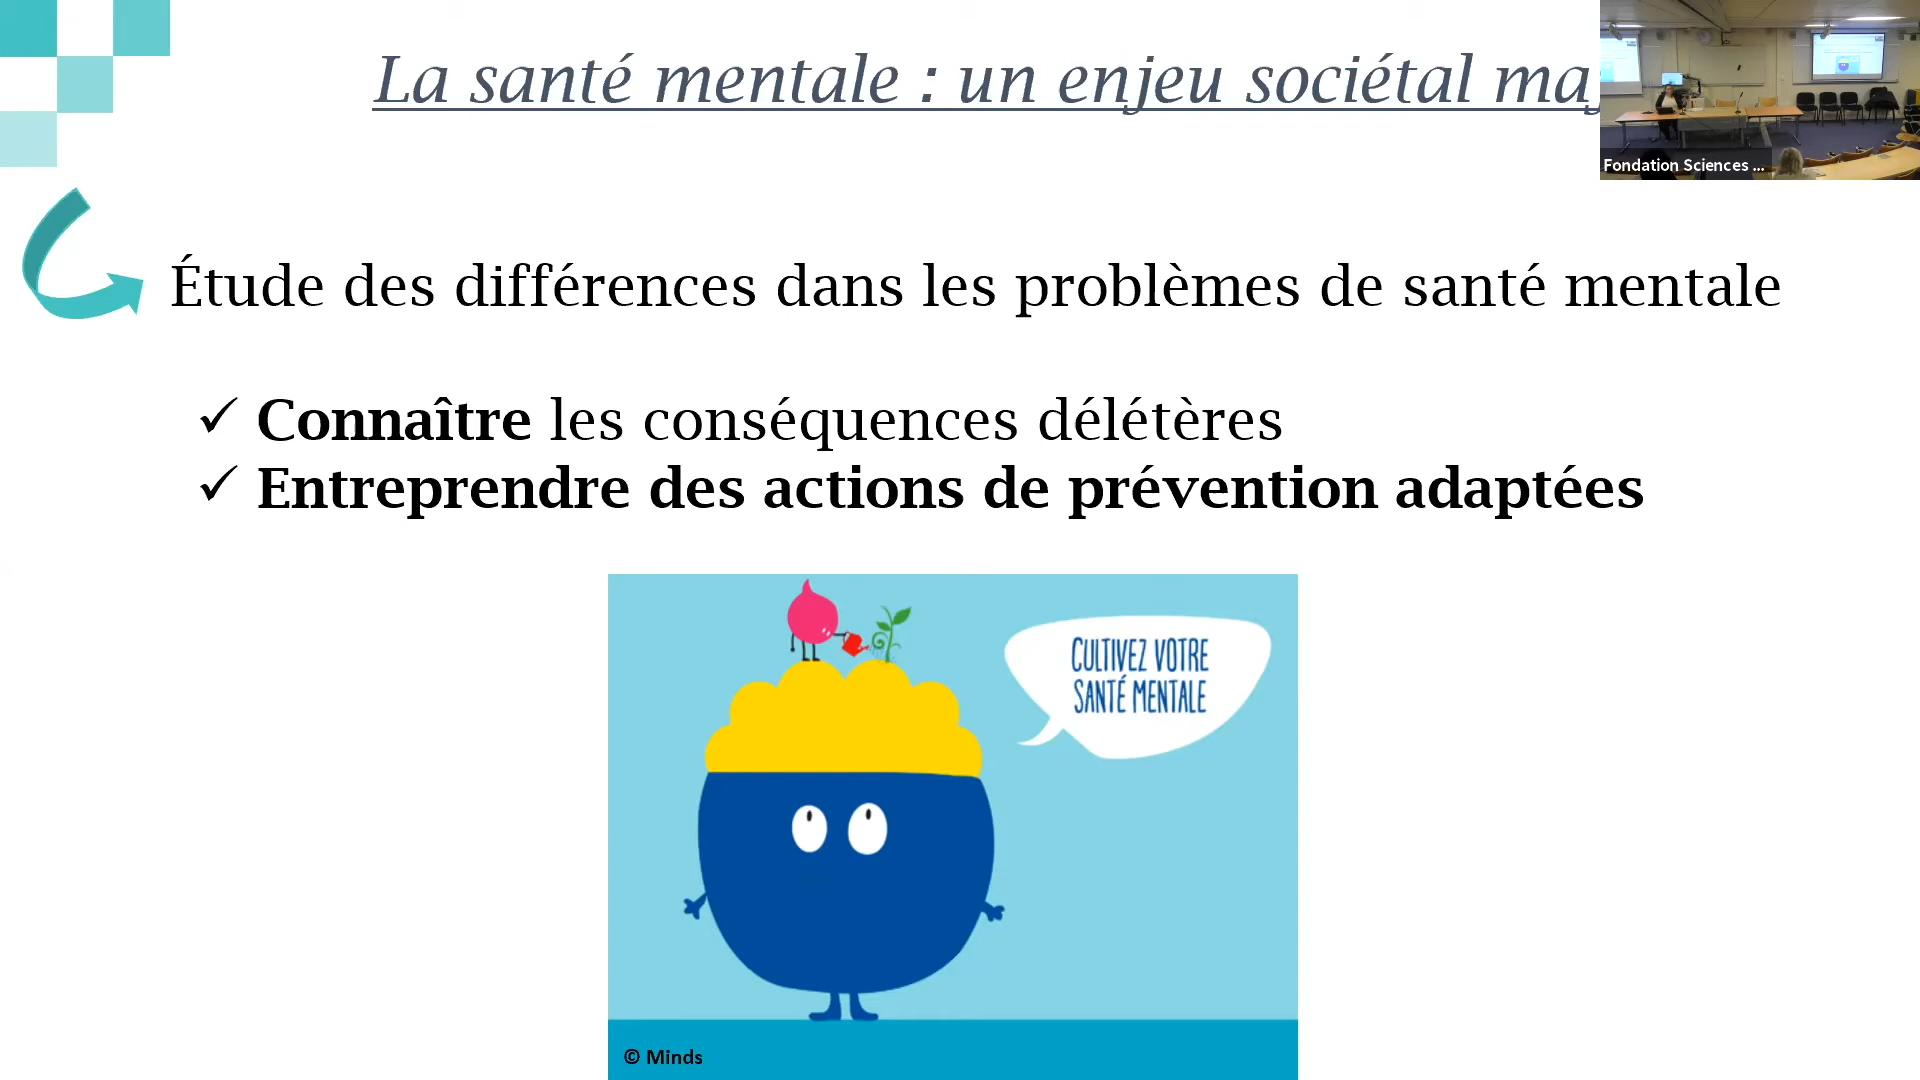 La santé mentale : un enjeu sociétal maj
Fondation Sciences ...
Étude des différences dans les problèmes de santé mentale
✓ Connaître les conséquences délétères
✓ Entreprendre des actions de prévention adaptées
CULTIVEZ VOTRE
SANTÉ MENTALE
© Minds